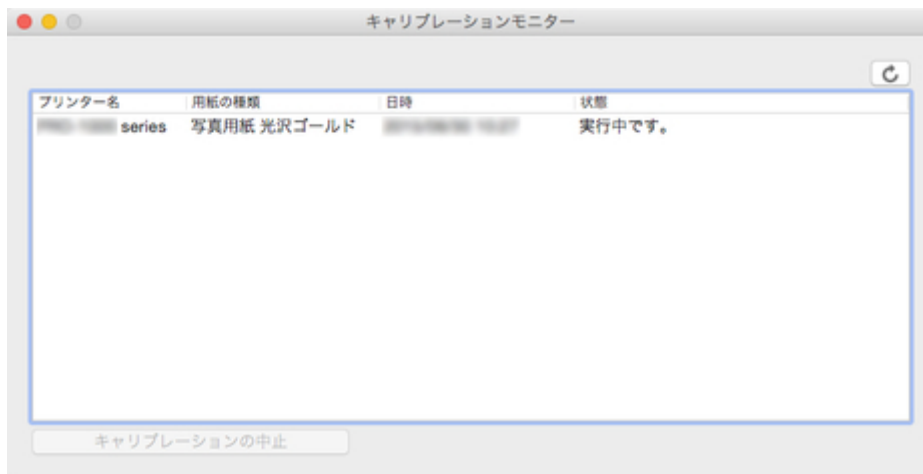 キャリブレーションモニター
プリンター名 用紙の種類 日時 状態
series 写真用紙 光沢ゴールド 実行中です。
キャリブレーションの中止